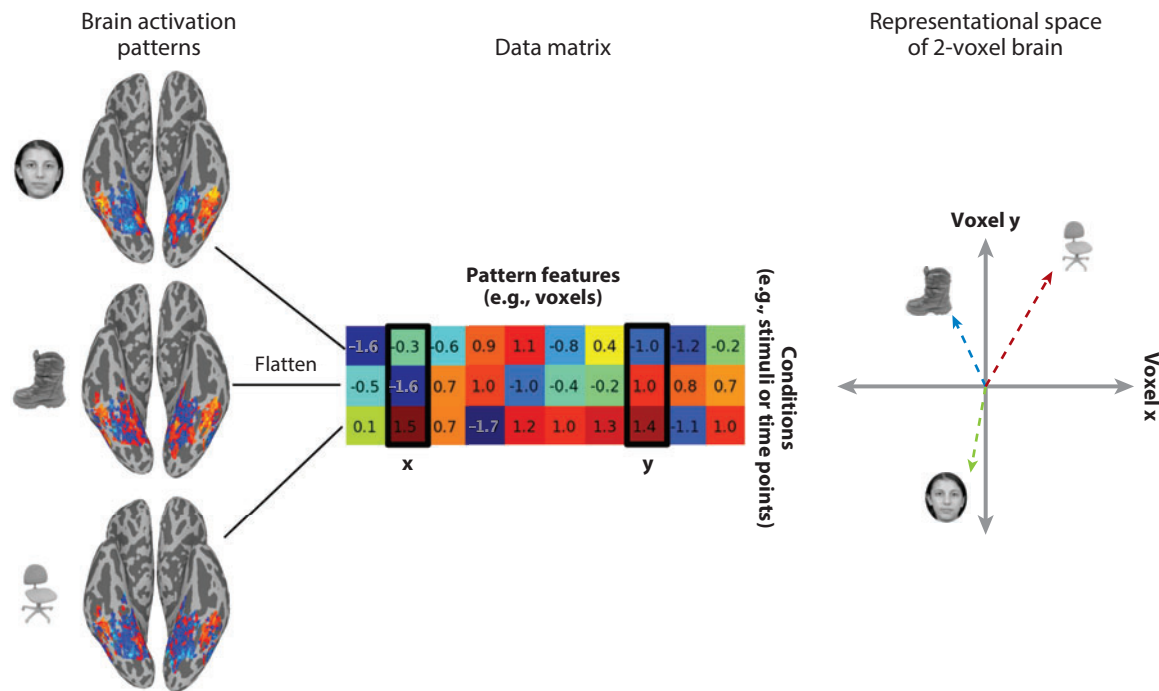 Brain activation
patterns
Data matrix
Representational space
of 2-voxel brain
Flatten
Pattern features
(e.g., voxels)
−1.6 -0.3 -0.6 0.9 1.1 -0.8 0.4 -1.0 -1.2 -0.2
-0.5 −1.6 0.7 1.0 -1.0 -0.4 -0.2 1.0 0.8 0.7
0.1 1.5 0.7 −1.7 1.2 1.0 1.3 1.4 -1.1 1.0
x
y
Conditions
(e.g., stimuli or time points)
Voxel y
Voxel x